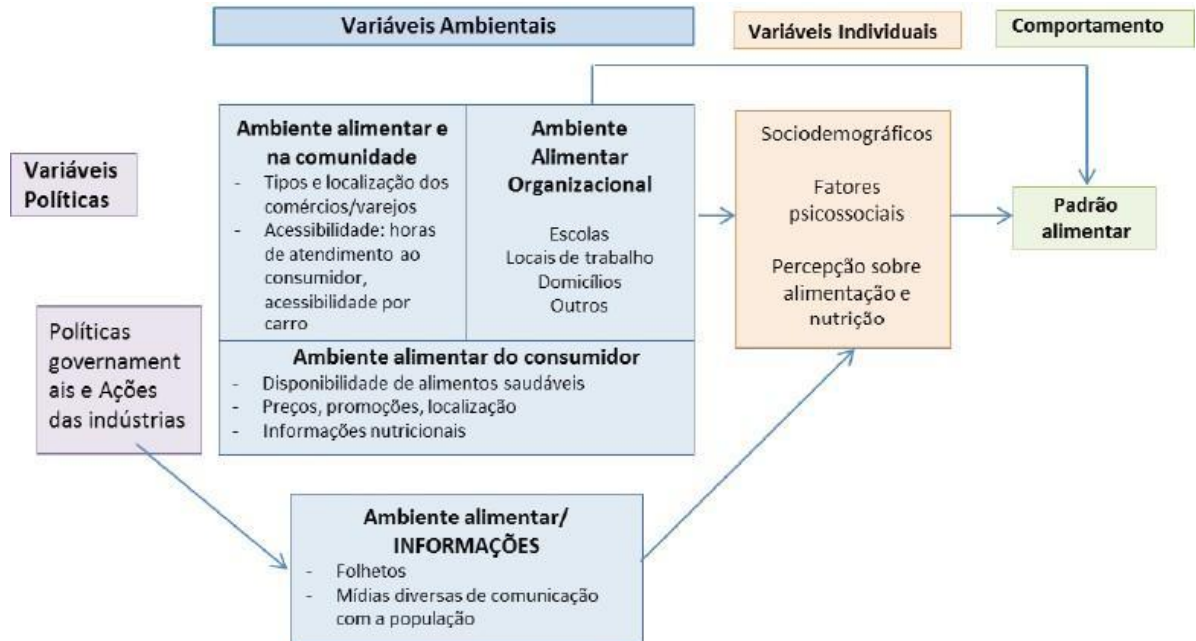 Variáveis Ambientais
Variáveis Individuais
Comportamento
Variáveis
Políticas
Políticas
governament
ais e Ações
das indústrias
Ambiente alimentar e
na comunidade
- Tipos e localização dos
comércios/varejos
- Acessibilidade: horas
de atendimento ao
consumidor,
acessibilidade por
carro
Ambiente
Alimentar
Organizacional
Escolas
Locais de trabalho
Domicílios
Outros
Ambiente alimentar do consumidor
- Disponibilidade de alimentos saudáveis
- Preços, promoções, localização
- Informações nutricionais
Ambiente alimentar/
INFORMAÇÕES
- Folhetos
- Mídias diversas de comunicação
com a população
Sociodemográficos
Fatores
psicossociais
Percepção sobre
alimentação e
nutrição
Padrão
alimentar